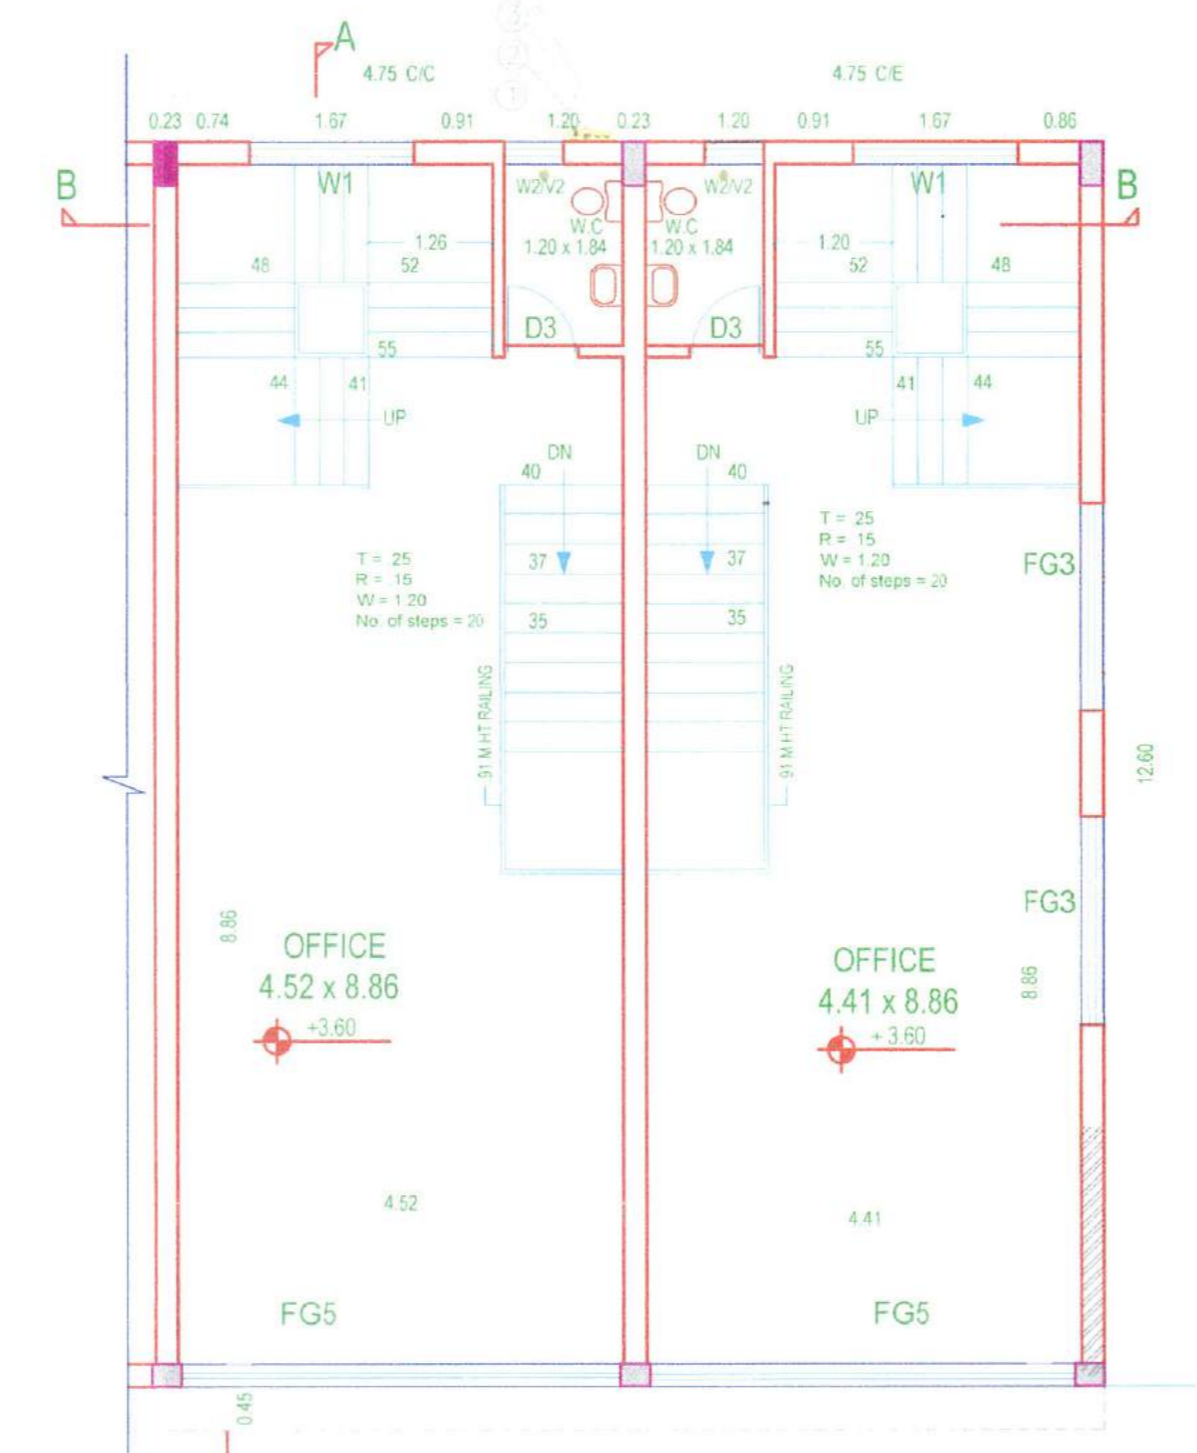 3
2
1
A
4.75 C/C
4.75 C/E
0.23 0.74 1.67 0.91 1.20 0.23 1.20 0.91 1.67 0.86
B
W1
W2/V2
W2/V2
W1
B
W.C
1.20 x 1.84
W.C
1.20 x 1.84
1.26
1.20
48
52
52
48
D3
D3
55
55
44
41
41
44
UP
UP
DN
DN
40
40
T = .25
R = .15
W = 1.20
No. of steps = 20
37
35
37
35
T = .25
R = .15
W = 1.20
No. of steps = 20
FG3
.91 M.HT RAILING
.91 M.HT RAILING
12.60
FG3
8.86
OFFICE
4.52 x 8.86
+3.60
OFFICE
4.41 x 8.86
+ 3.60
8.86
4.52
4.41
FG5
FG5
0.45